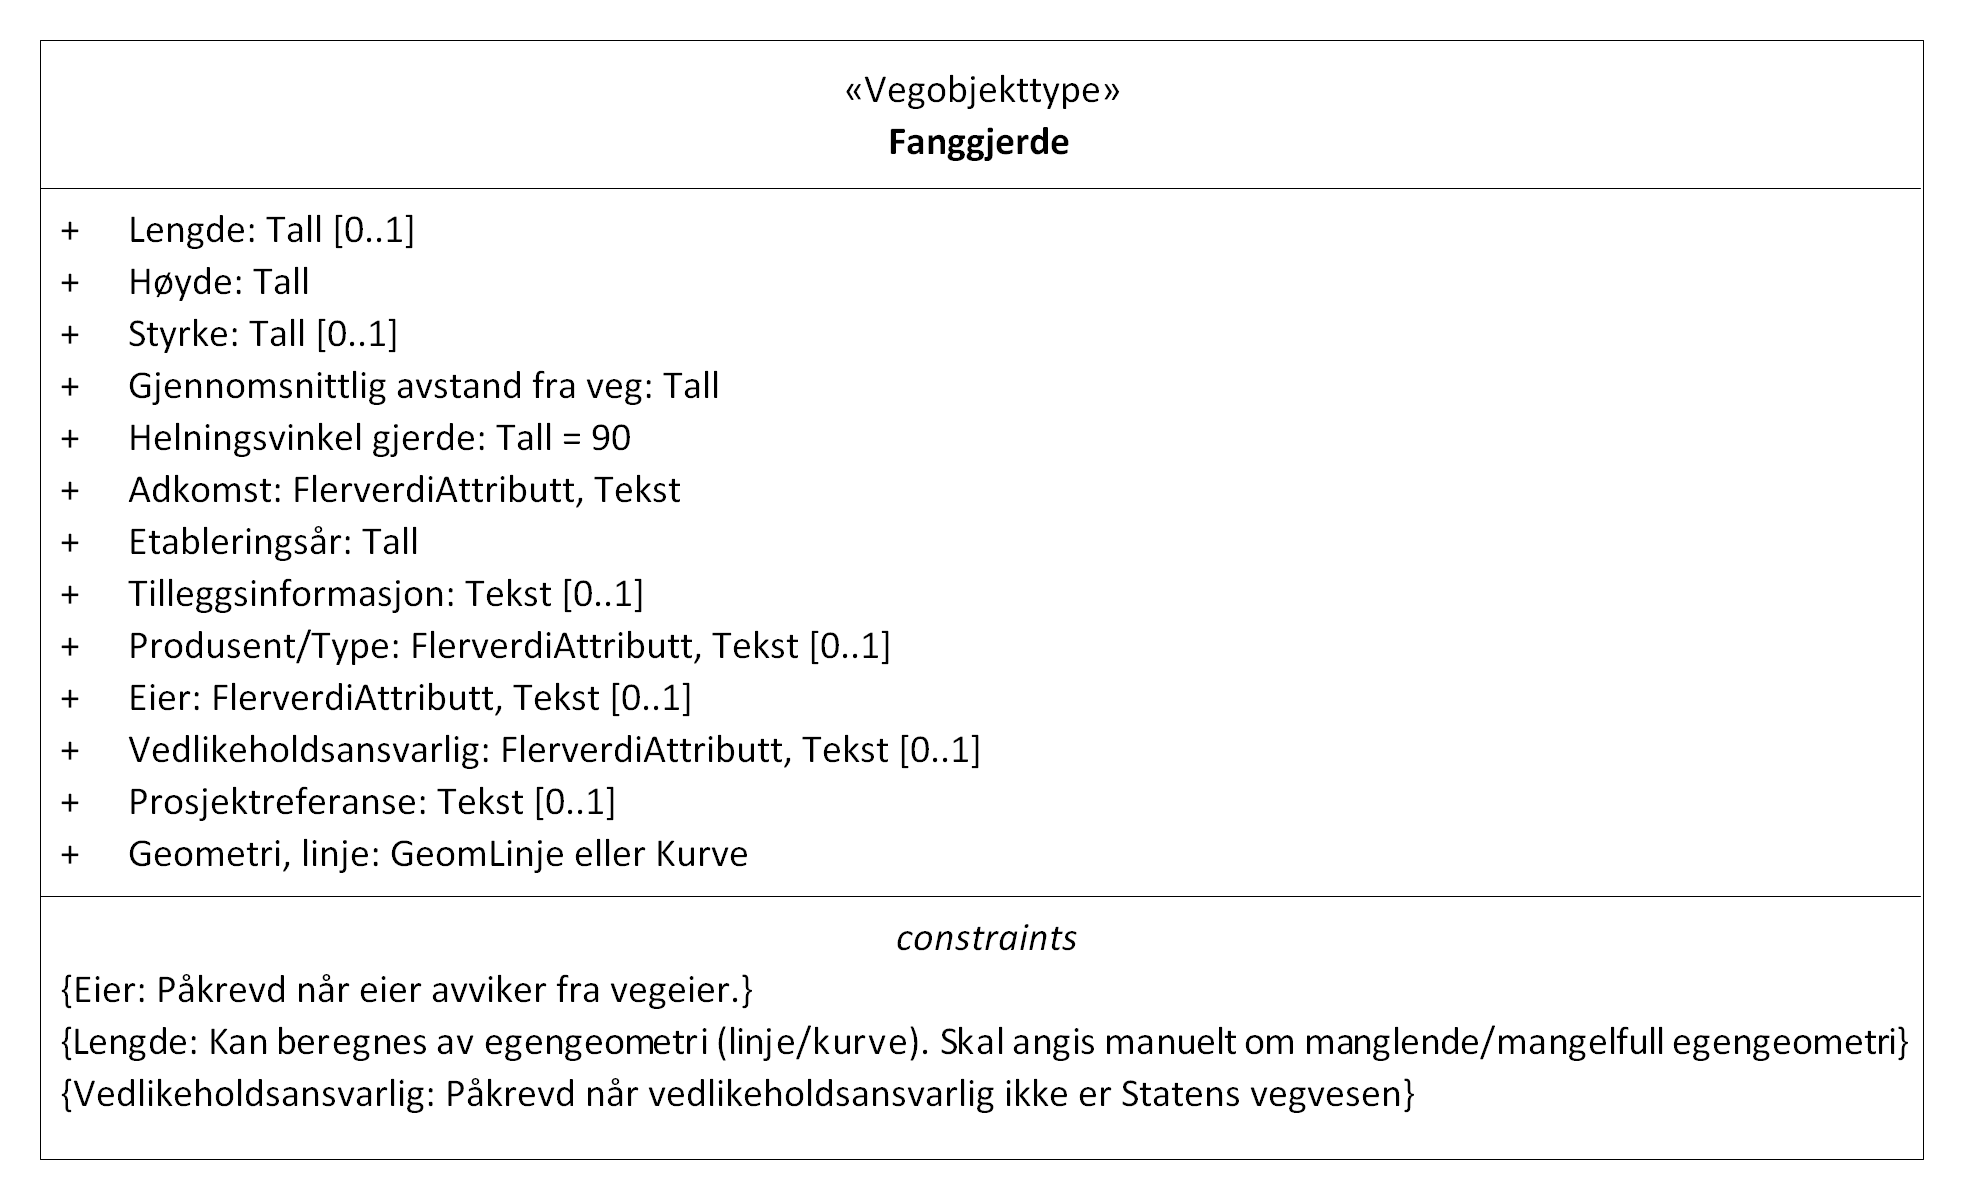 «Vegobjekttype»
Fanggjerde
+ Lengde: Tall [0..1]
+ Høyde: Tall
+ Styrke: Tall [0..1]
+ Gjennomsnittlig avstand fra veg: Tall
+ Helningsvinkel gjerde: Tall = 90
+ Adkomst: FlerverdiAttributt, Tekst
+ Etableringsår: Tall
+ Tilleggsinformasjon: Tekst [0..1]
+ Produsent/Type: FlerverdiAttributt, Tekst [0..1]
+ Eier: FlerverdiAttributt, Tekst [0..1]
+ Vedlikeholdsansvarlig: FlerverdiAttributt, Tekst [0..1]
+ Prosjektreferanse: Tekst [0..1]
+ Geometri, linje: GeomLinje eller Kurve
constraints
{Eier: Påkrevd når eier avviker fra vegeier.}
{Lengde: Kan beregnes av egengeometri (linje/kurve). Skal angis manuelt om manglende/mangelfull egengeometri}
{Vedlikeholdsansvarlig: Påkrevd når vedlikeholdsansvarlig ikke er Statens vegvesen}